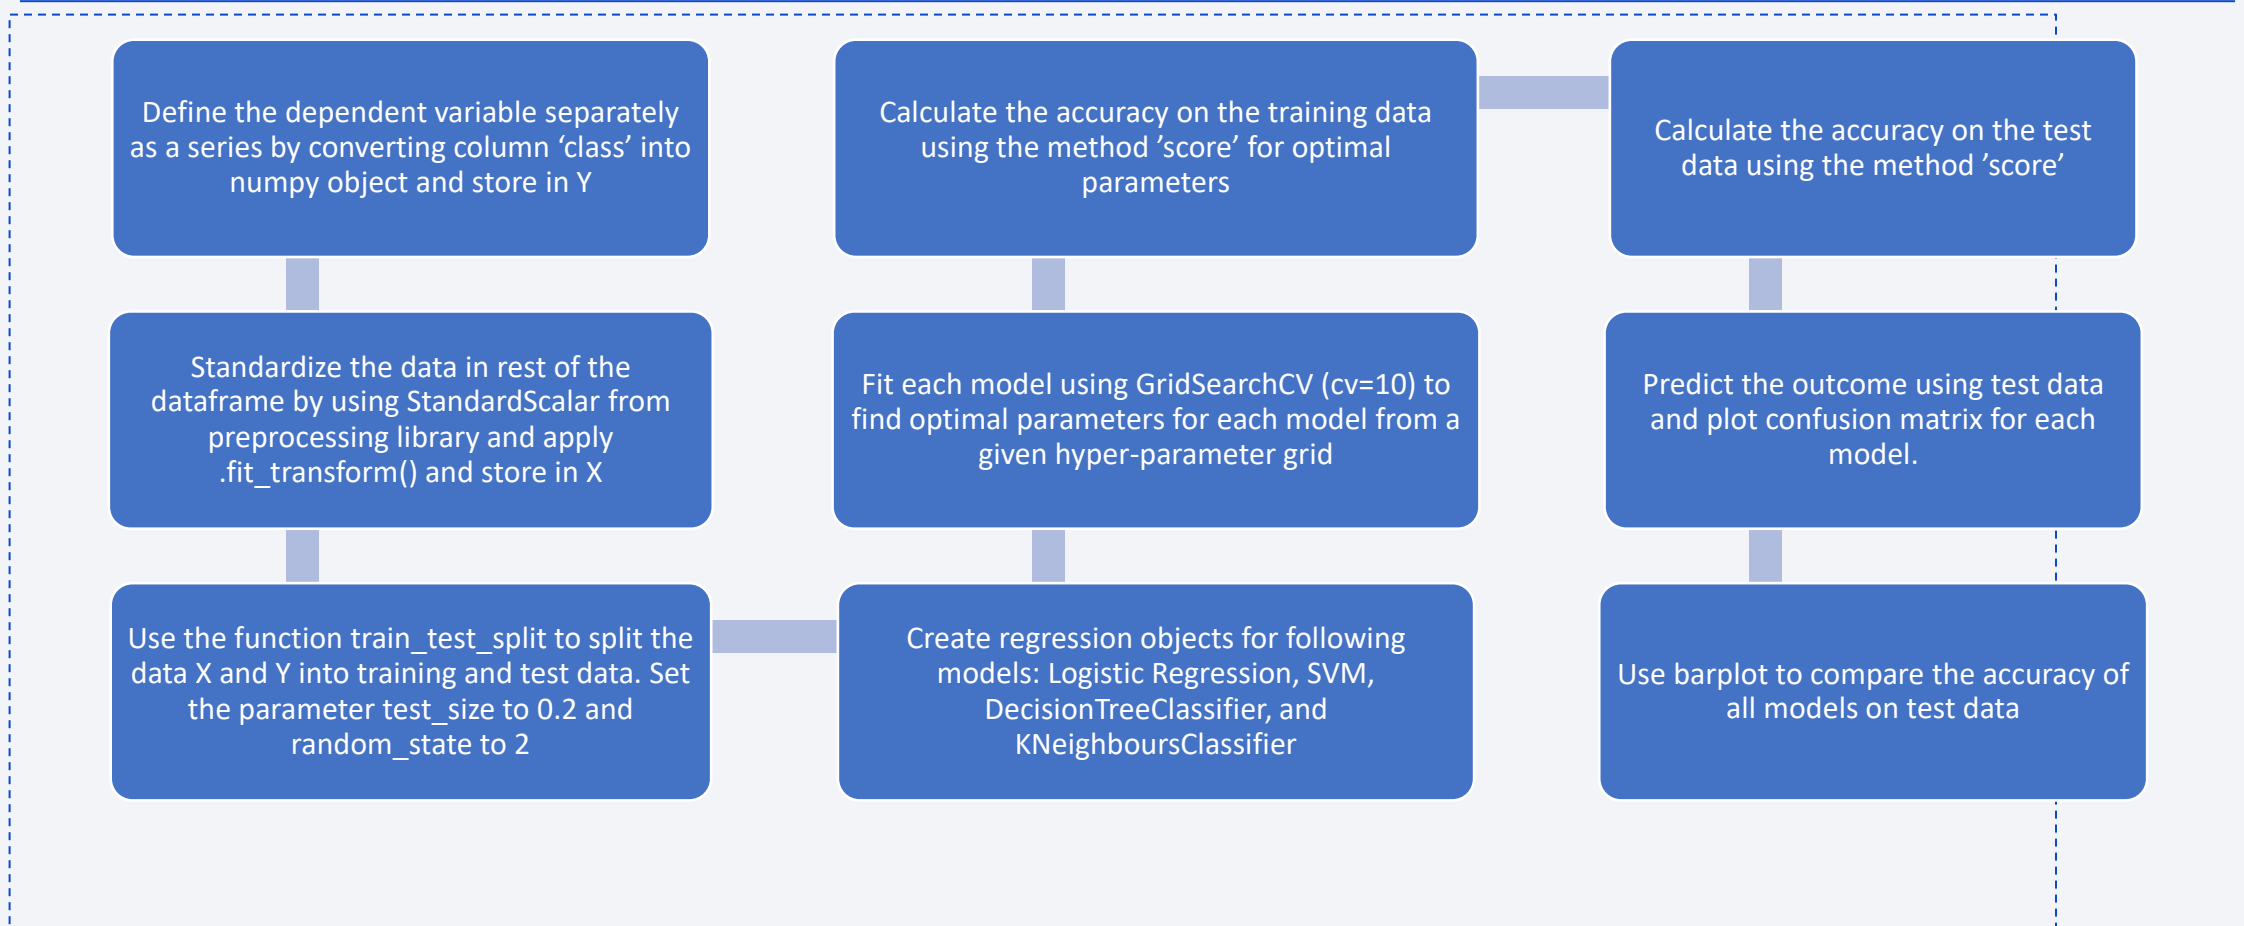 Define the dependent variable separately
as a series by converting column ‘class’ into
numpy object and store in Y
Standardize the data in rest of the
dataframe by using StandardScalar from
preprocessing library and apply
.fit_transform() and store in X
Use the function train_test_split to split the
data X and Y into training and test data. Set
the parameter test_size to 0.2 and
random_state to 2
Create regression objects for following
models: Logistic Regression, SVM,
DecisionTreeClassifier, and
KNeighboursClassifier
Fit each model using GridSearchCV (cv=10) to
find optimal parameters for each model from a
given hyper-parameter grid
Calculate the accuracy on the training data
using the method ’score’ for optimal
parameters
Calculate the accuracy on the test
data using the method ’score’
Predict the outcome using test data
and plot confusion matrix for each
model.
Use barplot to compare the accuracy of
all models on test data